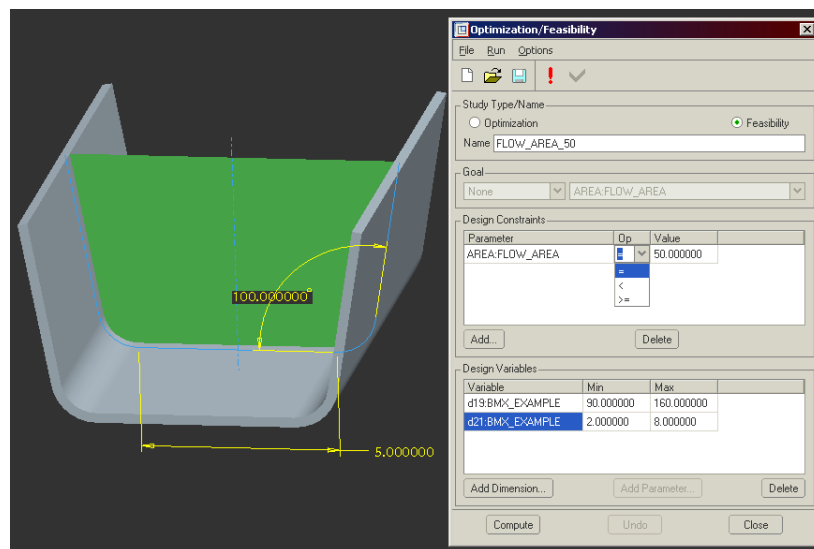 Optimization/Feasibility
File Run Options
Study Type/Name
Optimization Feasibility
Name FLOW_AREA_50
Goal
None AREA:FLOW_AREA
Design Constraints
Parameter Op Value
AREA:FLOW_AREA = 50.000000
=
<
>=
Add... Delete
Design Variables
Variable Min Max
d19:BMX_EXAMPLE 90.000000 160.000000
d21:BMX_EXAMPLE 2.000000 8.000000
Add Dimension... Add Parameter... Delete
Compute Undo Close
100.000000°
5.000000